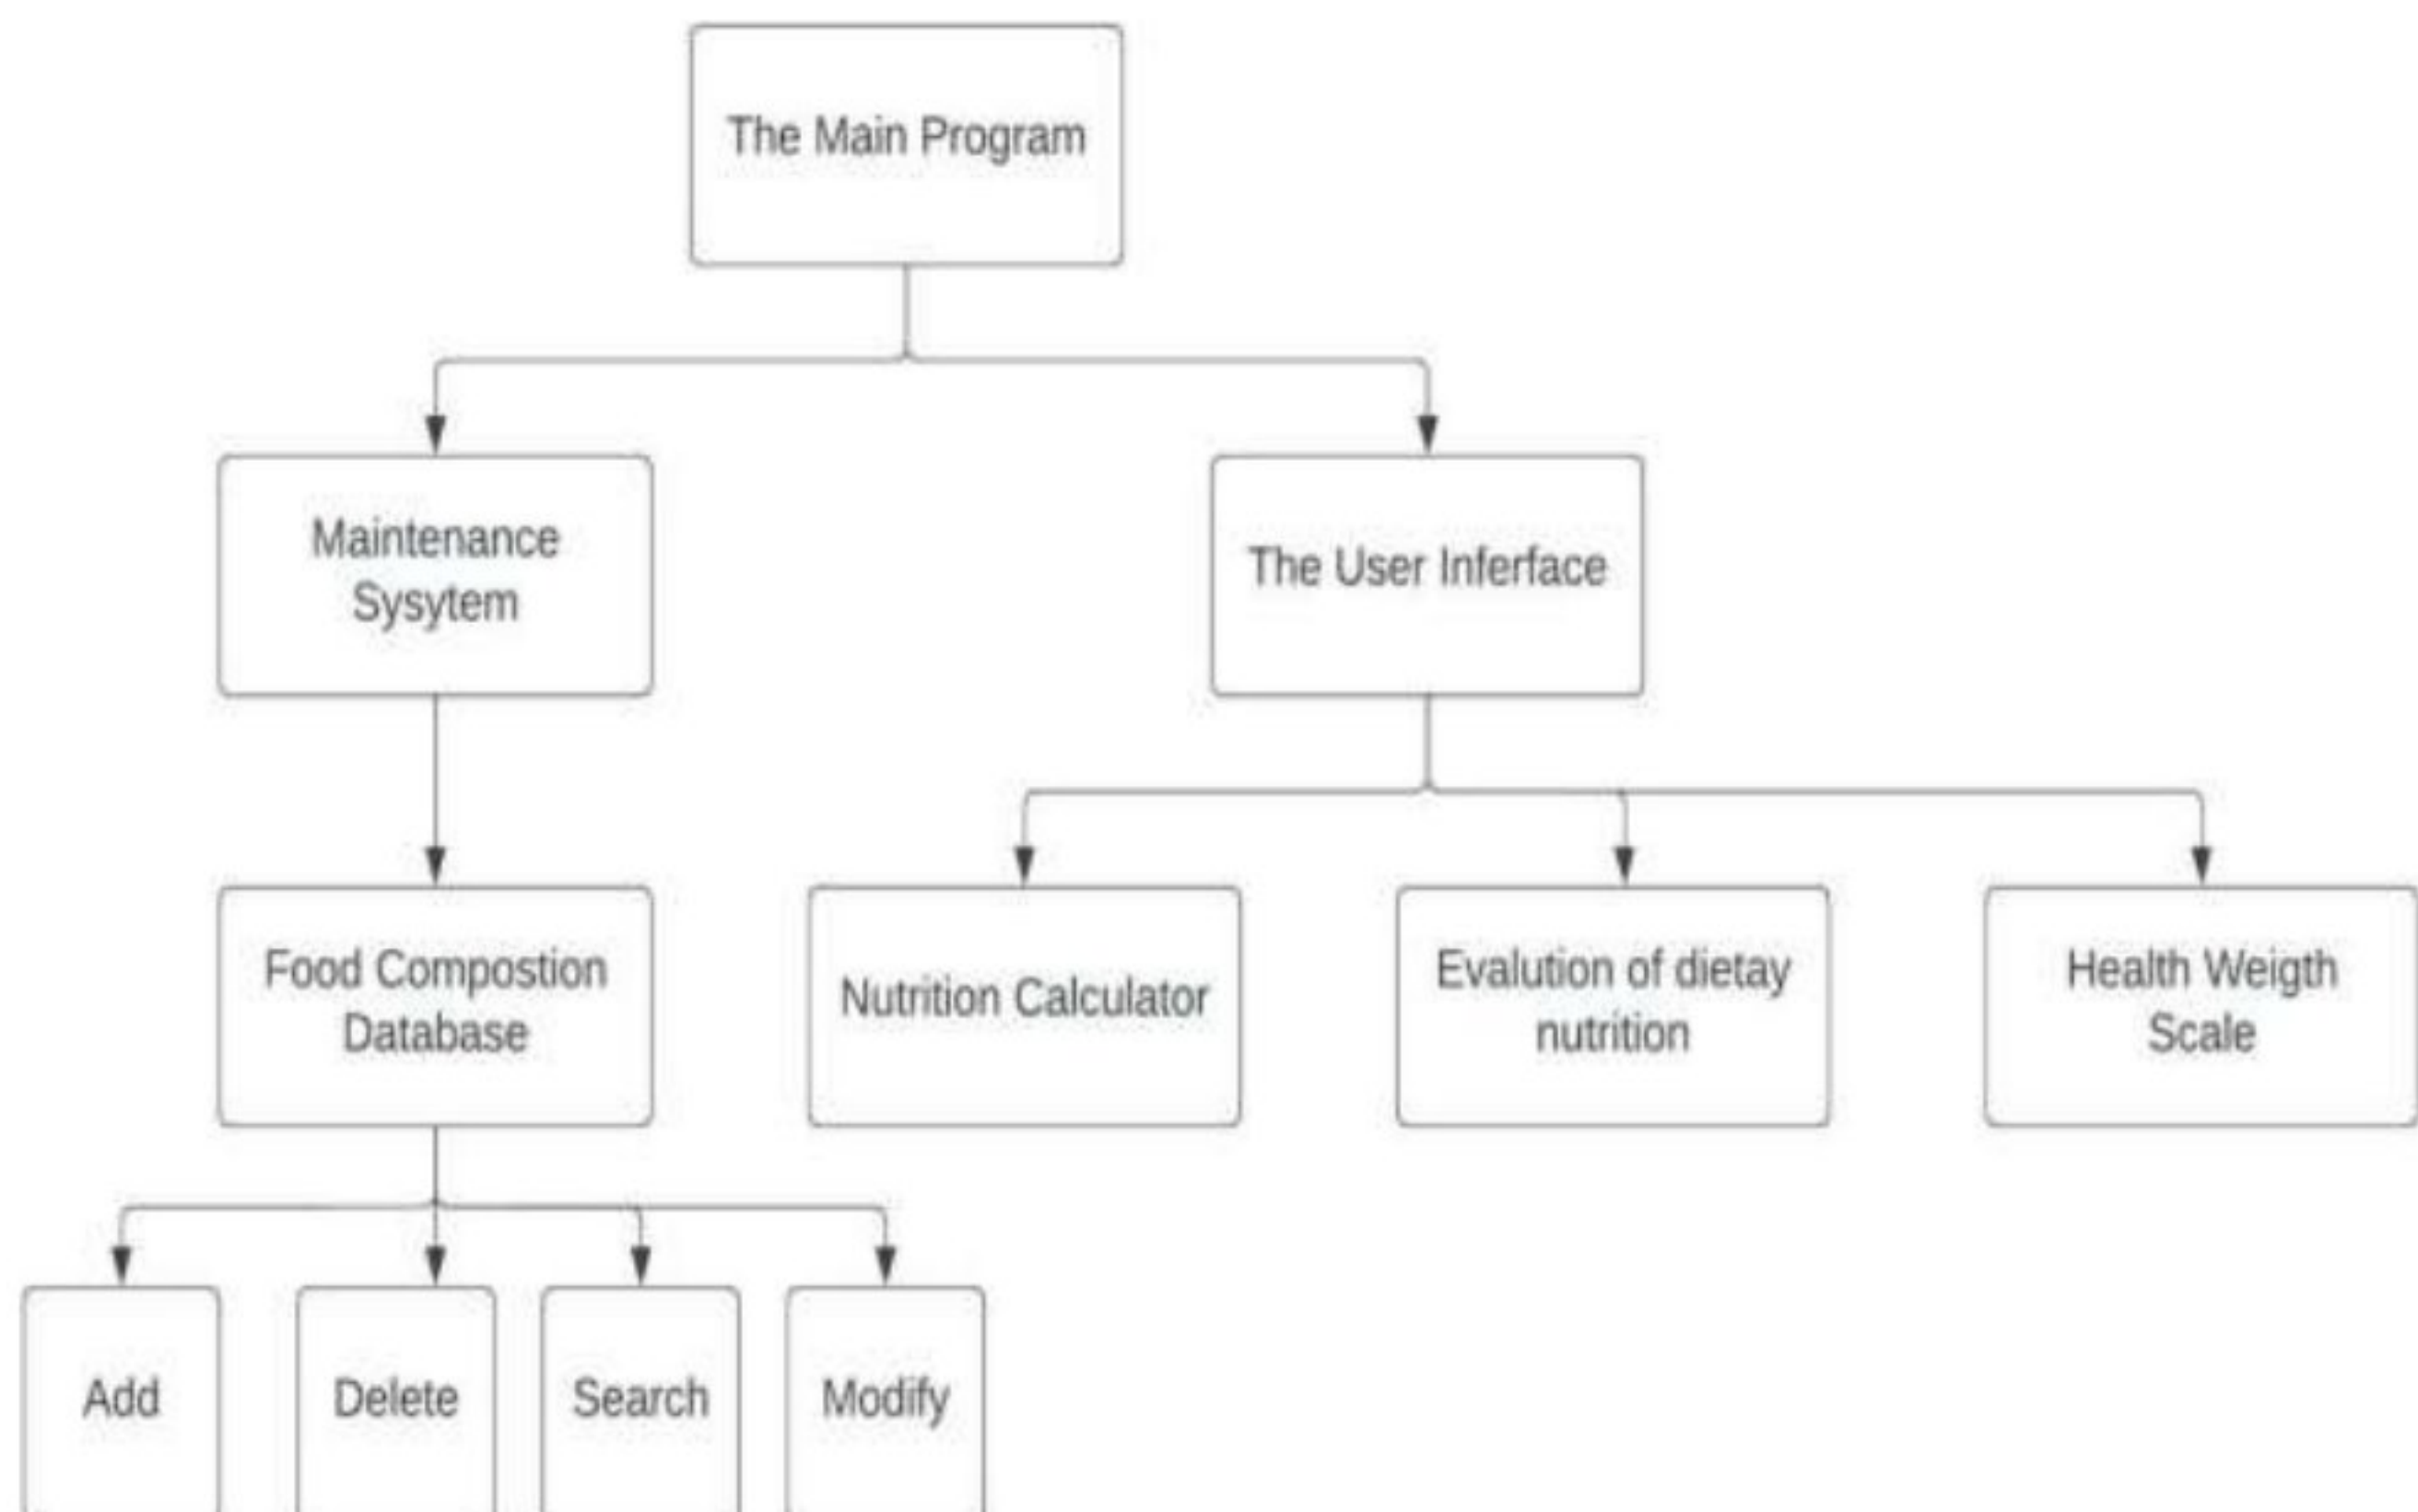 The Main Program
Maintenance
Sysytem
The User Inferface
Food Compostion
Database
Nutrition Calculator
Evalution of dietay
nutrition
Health Weigth
Scale
Add
Delete
Search
Modify